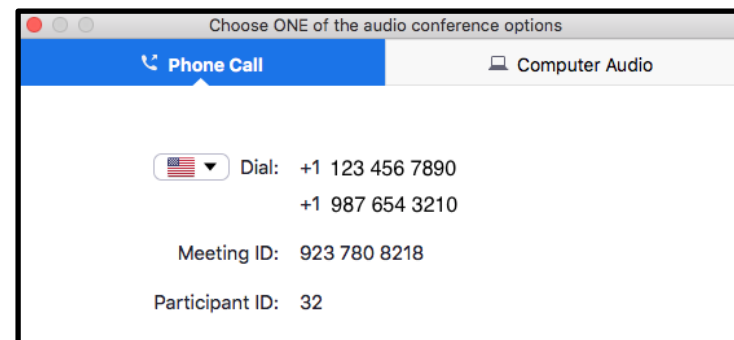 Choose ONE of the audio conference options
Phone Call Computer Audio
Dial: +1 123 456 7890
+1 987 654 3210
Meeting ID: 923 780 8218
Participant ID: 32